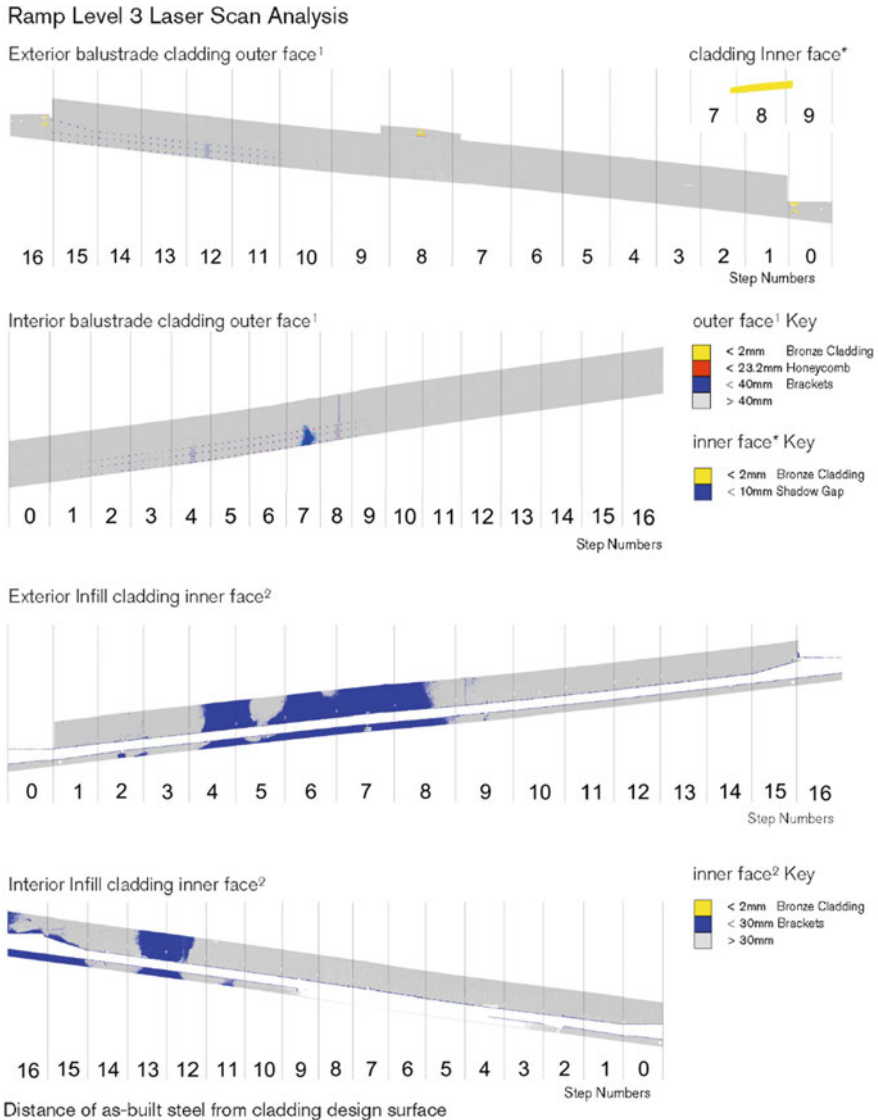 Ramp Level 3 Laser Scan Analysis
Exterior balustrade cladding outer face¹
cladding Inner face*
7 8 9
16 15 14 13 12 11 10 9 8 7 6 5 4 3 2 1 0
Step Numbers
Interior balustrade cladding outer face¹
0 1 2 3 4 5 6 7 8 9 10 11 12 13 14 15 16
Step Numbers
outer face¹ Key
< 2mm Bronze Cladding
< 23.2mm Honeycomb
< 40mm Brackets
> 40mm
inner face* Key
< 2mm Bronze Cladding
< 10mm Shadow Gap
Exterior Infill cladding inner face²
0 1 2 3 4 5 6 7 8 9 10 11 12 13 14 15 16
Step Numbers
Interior Infill cladding inner face²
16 15 14 13 12 11 10 9 8 7 6 5 4 3 2 1 0
Step Numbers
inner face² Key
< 2mm Bronze Cladding
< 30mm Brackets
> 30mm
Distance of as-built steel from cladding design surface